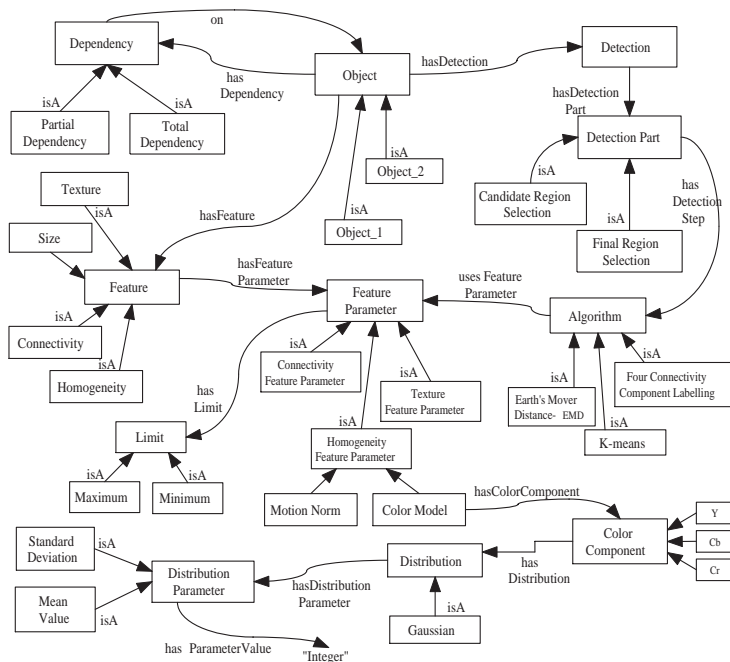 on
Dependency
Object
has
Dependency
hasDetection
Detection
isA
isA
Partial
Dependency
Total
Dependency
hasDetection
Part
Detection Part
isA
Object_2
isA
Object_1
isA
Candidate Region
Selection
isA
Final Region
Selection
has
Detection
Step
Texture
isA
Size
hasFeature
Feature
hasFeature
Parameter
Feature
Parameter
uses Feature
Parameter
Algorithm
isA
Connectivity
isA
Homogeneity
isA
Connectivity
Feature Parameter
isA
Texture
Feature Parameter
isA
Four Connectivity
Component Labelling
isA
Earth's Mover
Distance- EMD
isA
K-means
has
Limit
Limit
isA
Homogeneity
Feature Parameter
isA
isA
Maximum
Minimum
Motion Norm
Color Model
hasColorComponent
Color
Component
Y
Cb
Cr
Standard
Deviation
isA
Distribution
Parameter
hasDistribution
Parameter
Distribution
has
Distribution
Mean
Value
isA
isA
Gaussian
has ParameterValue
"Integer"